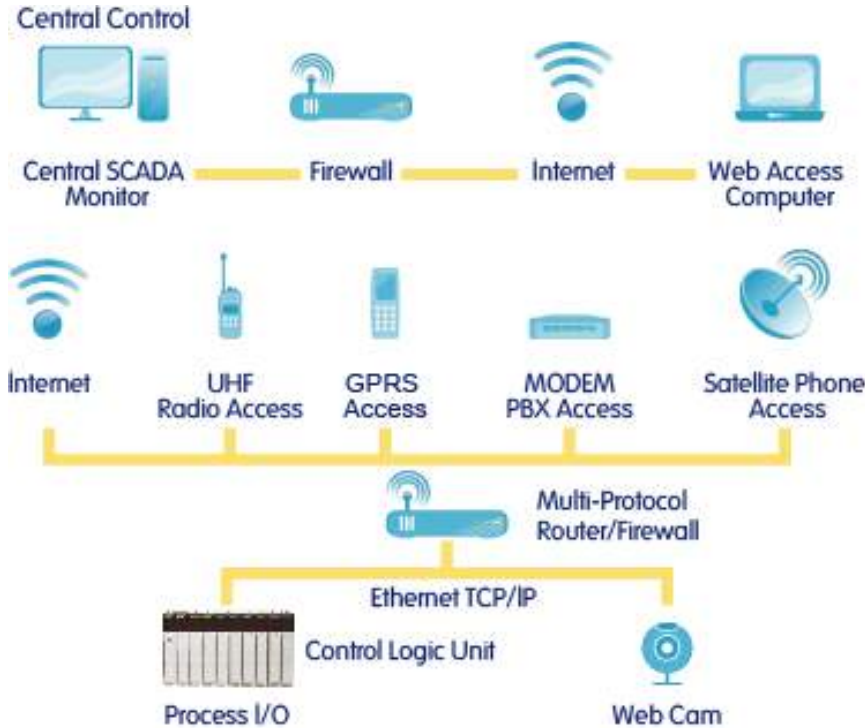 Central Control
Central SCADA
Monitor
Firewall
Internet
Web Access
Computer
Internet
UHF
Radio Access
GPRS
Access
MODEM
PBX Access
Satellite Phone
Access
Multi-Protocol
Router/Firewall
Ethernet TCP/IP
Control Logic Unit
Process I/O
Web Cam